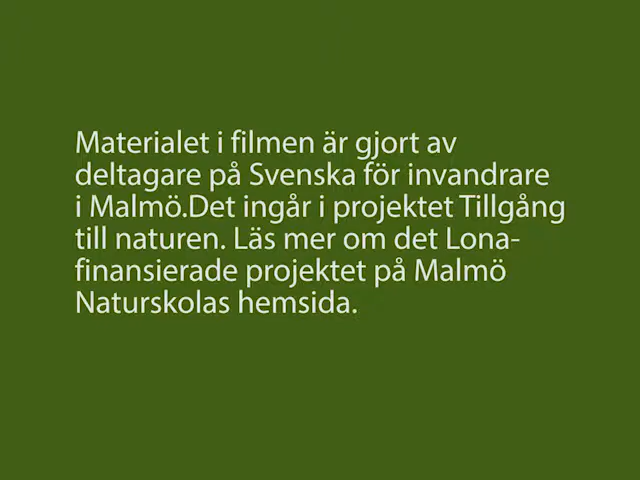 Materialet i filmen är gjort av
deltagare på Svenska för invandrare
i Malmö.Det ingår i projektet Tillgång
till naturen. Läs mer om det Lona-
finansierade projektet på Malmö
Naturskolas hemsida.